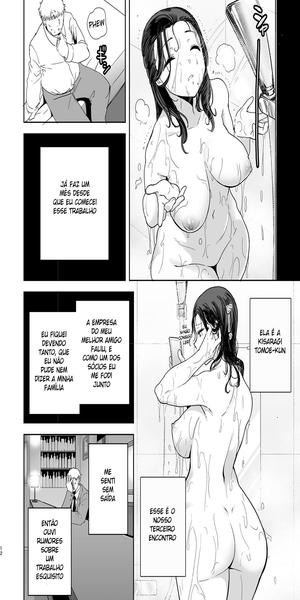 PHEW
JÁ FAZ UM
MÊS DESDE
QUE EU COMECEI
ESSE TRABALHO
ELA É A
KISARAGI
TOMOE-KUN
A EMPRESA
DO MEU
MELHOR AMIGO
FALIU, E
COMO UM DOS
SÓCIOS EU
ME FODI
JUNTO
EU FIQUEI
DEVENDO
TANTO, QUE
EU NÃO
PUDE NEM
DIZER A MINHA
FAMÍLIA
ESSE É O
NOSSO
TERCEIRO
ENCONTRO
ME
SENTI
SEM
SAÍDA
ENTÃO
OUVI
RUMORES
SOBRE
UM
TRABALHO
ESQUISITO
12